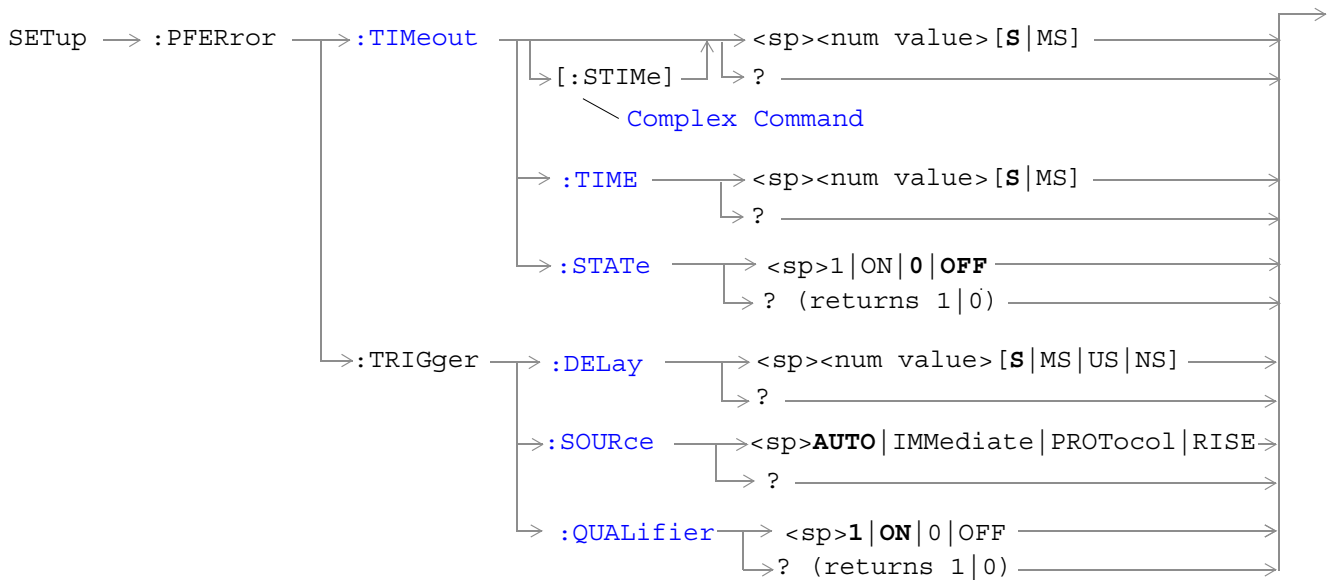 SETup :PFERror :TIMeout <sp><num value>[S|MS]
[:STIMe] ?
Complex Command
:TIME <sp><num value>[S|MS]
?
:STATe <sp>1|ON|0|OFF
? (returns 1|0)
:TRIGger :DELay <sp><num value>[S|MS|US|NS]
?
:SOURce <sp>AUTO|IMMediate|PROTocol|RISE
?
:QUALifier <sp>1|ON|0|OFF
? (returns 1|0)